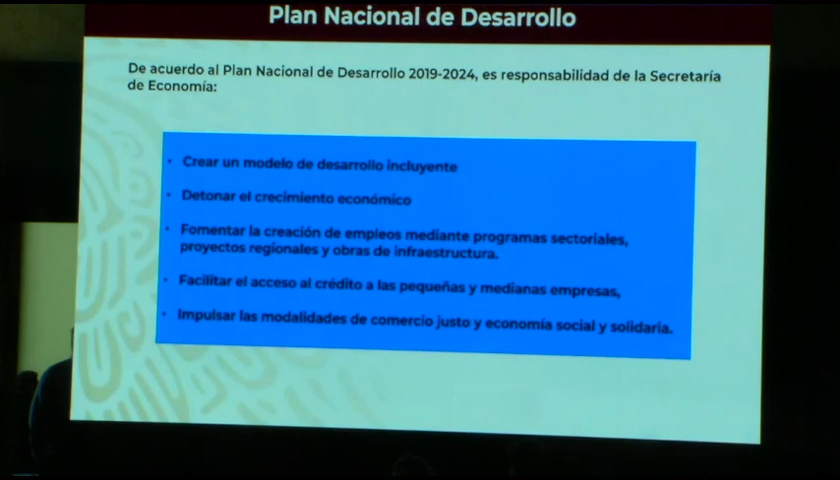 Plan Nacional de Desarrollo
De acuerdo al Plan Nacional de Desarrollo 2019-2024, es responsabilidad de la Secretaría
de Economía:
• Crear un modelo de desarrollo incluyente
• Detonar el crecimiento económico
• Fomentar la creación de empleos mediante programas sectoriales,
proyectos regionales y obras de infraestructura.
• Facilitar el acceso al crédito a las pequeñas y medianas empresas,
• Impulsar las modalidades de comercio justo y economía social y solidaria.